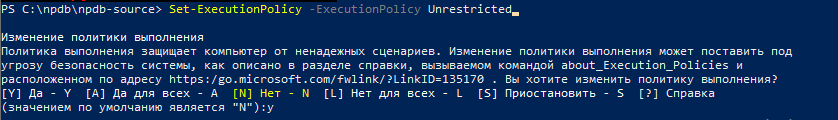 PS C:\npdb\npdb-source> Set-ExecutionPolicy -ExecutionPolicy Unrestricted
Изменение политики выполнения
Политика выполнения защищает компьютер от ненадежных сценариев. Изменение политики выполнения может поставить под
угрозу безопасность системы, как описано в разделе справки, вызываемом командой about_Execution_Policies и
расположенном по адресу https:/go.microsoft.com/fwlink/?LinkID=135170 . Вы хотите изменить политику выполнения?
[Y] Да - Y  [A] Да для всех - A  [N] Нет - N  [L] Нет для всех - L  [S] Приостановить - S  [?] Справка
(значением по умолчанию является "N"):y